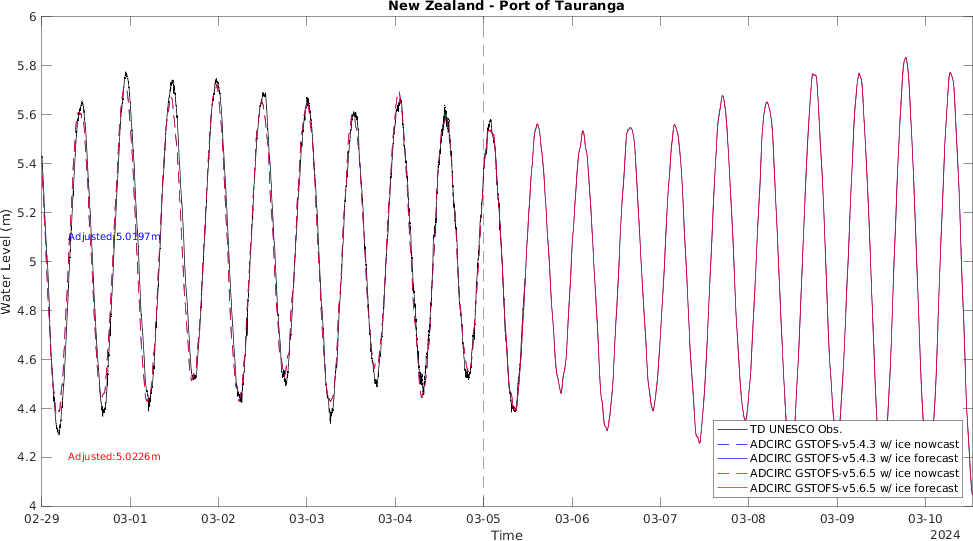 New Zealand - Port of Tauranga
6
5.8
5.6
5.4
5.2
5
4.8
4.6
4.4
4.2
4
Water Level (m)
Adjusted:5.0197m
Adjusted:5.0226m
TD UNESCO Obs.
ADCIRC GSTOFS-v5.4.3 w/ ice nowcast
ADCIRC GSTOFS-v5.4.3 w/ ice forecast
ADCIRC GSTOFS-v5.6.5 w/ ice nowcast
ADCIRC GSTOFS-v5.6.5 w/ ice forecast
02-29 03-01 03-02 03-03 03-04 03-05 03-06 03-07 03-08 03-09 03-10
2024
Time